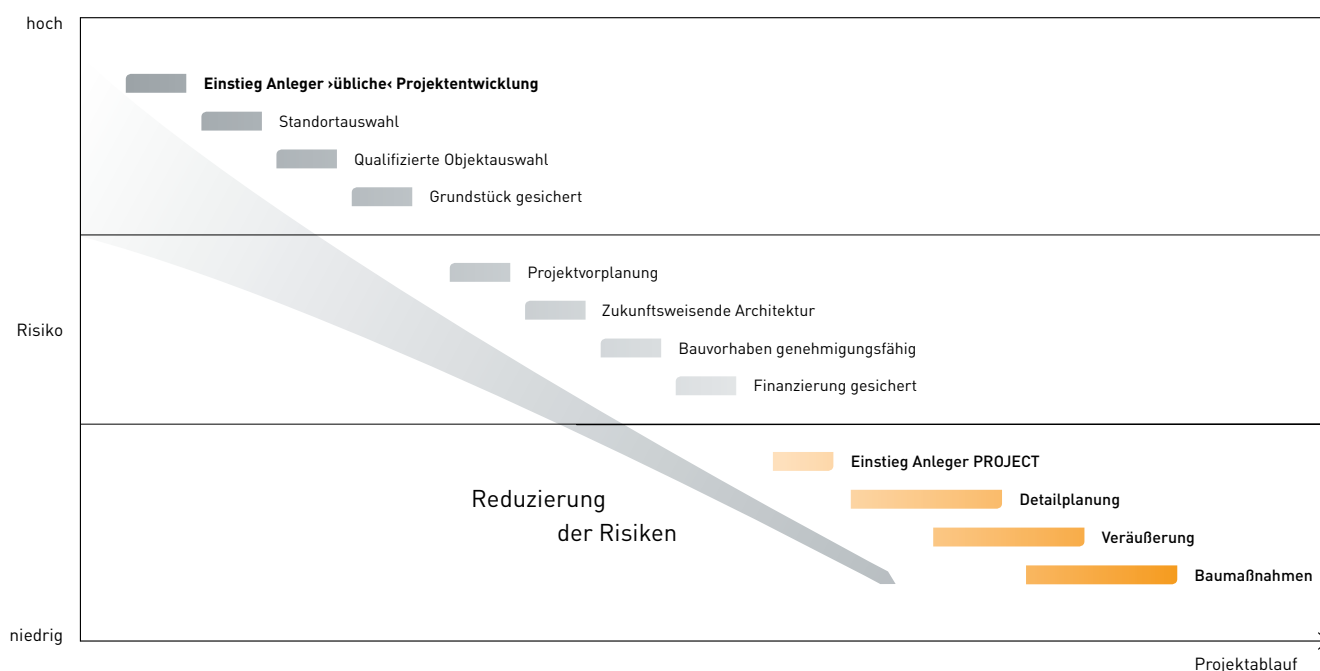 hoch
Einstieg Anleger ›übliche‹ Projektentwicklung
Standortauswahl
Qualifizierte Objektauswahl
Grundstück gesichert
Projektvorplanung
Zukunftsweisende Architektur
Risiko
Bauvorhaben genehmigungsfähig
Finanzierung gesichert
Einstieg Anleger PROJECT
Reduzierung
Detailplanung
der Risiken
Veräußerung
Baumaßnahmen
niedrig
Projektablauf